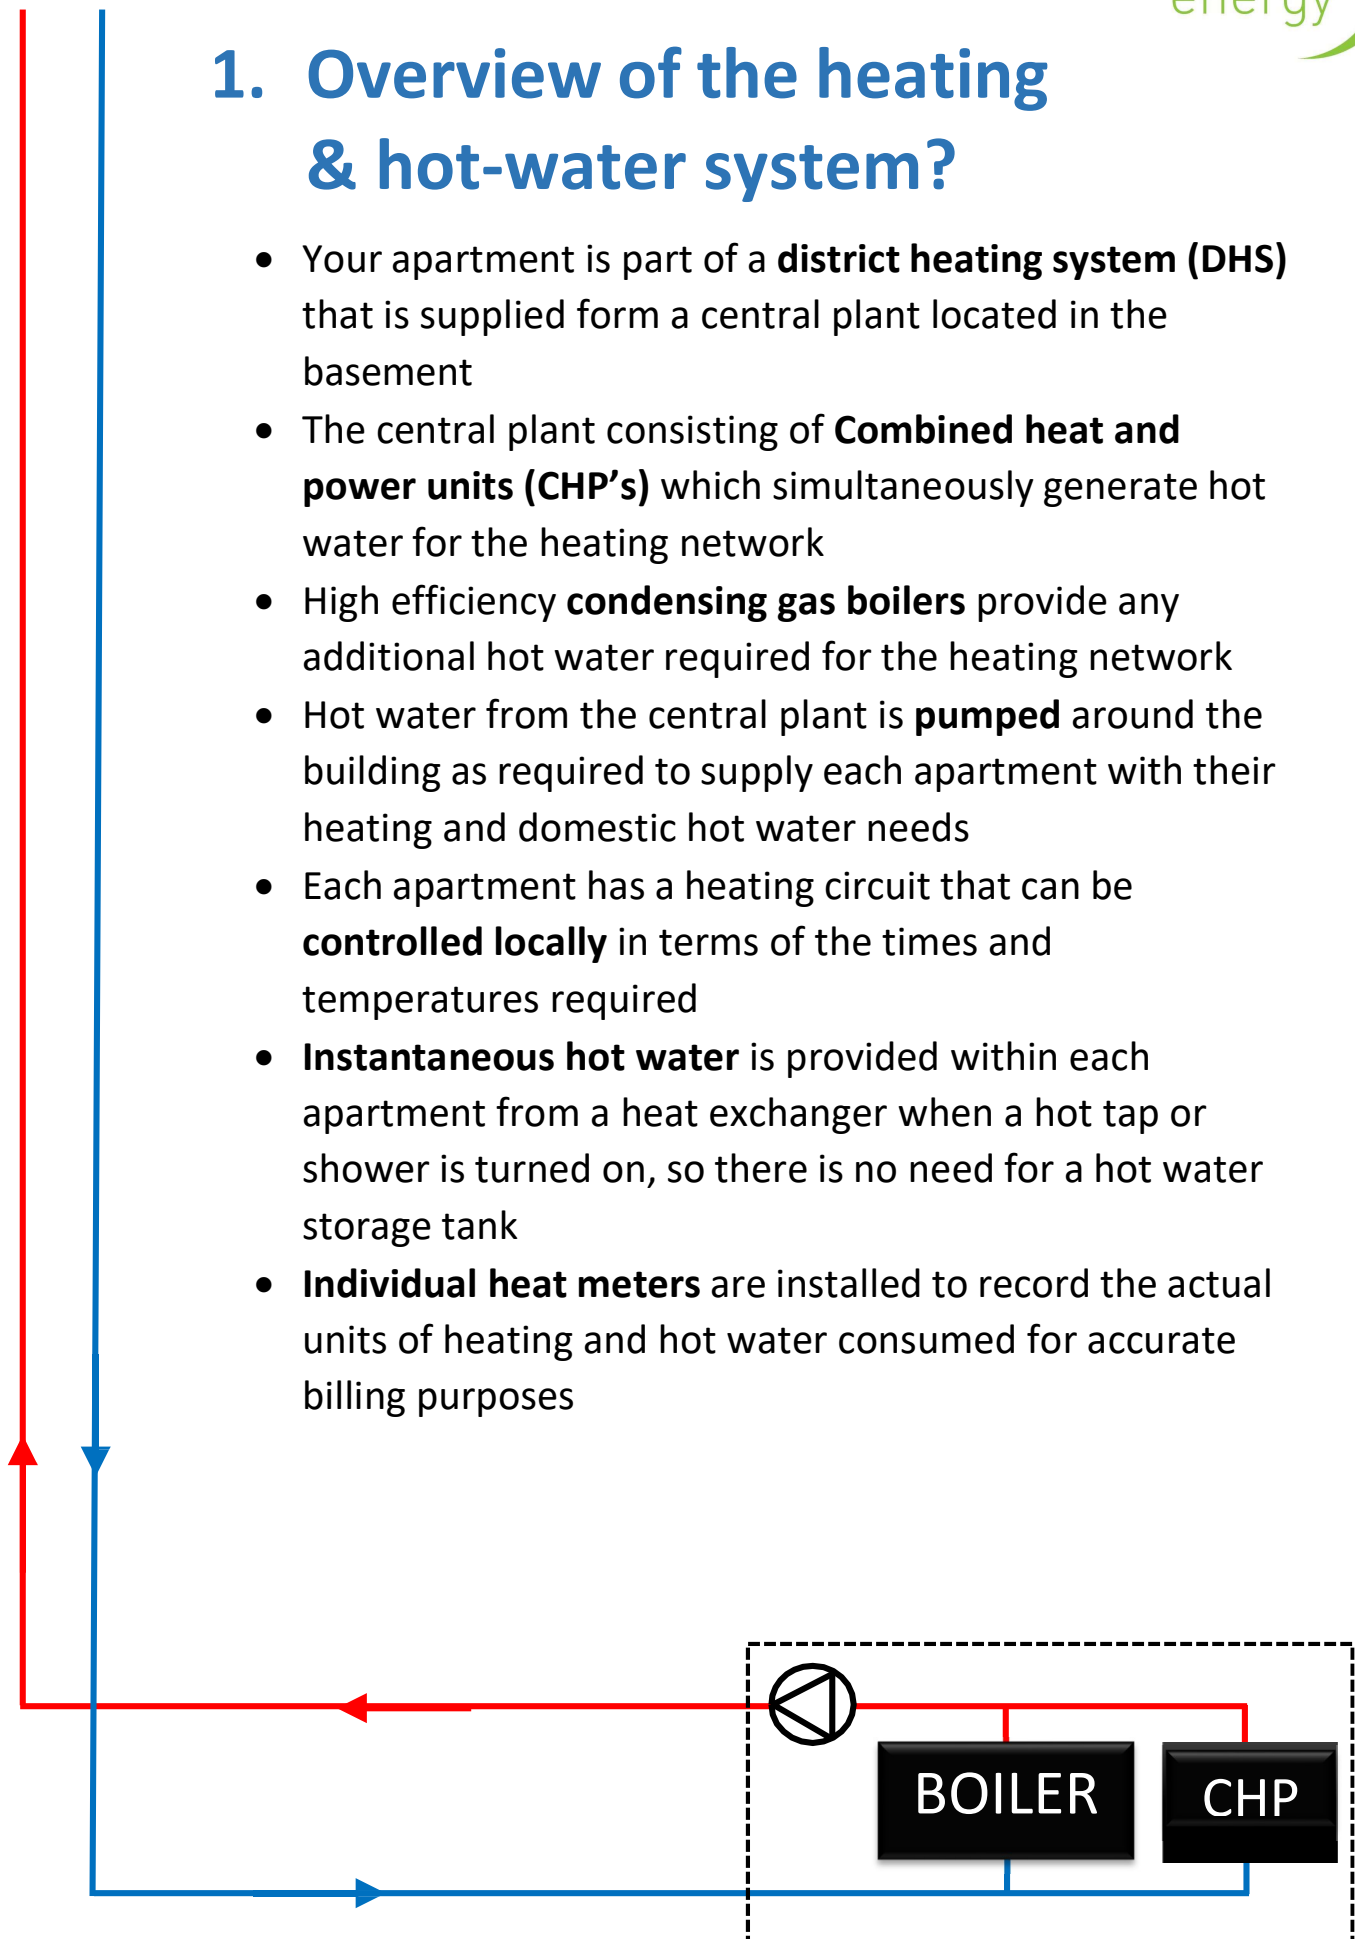 energy
1. Overview of the heating
& hot-water system?
• Your apartment is part of a district heating system (DHS)
that is supplied form a central plant located in the
basement
• The central plant consisting of Combined heat and
power units (CHP’s) which simultaneously generate hot
water for the heating network
• High efficiency condensing gas boilers provide any
additional hot water required for the heating network
• Hot water from the central plant is pumped around the
building as required to supply each apartment with their
heating and domestic hot water needs
• Each apartment has a heating circuit that can be
controlled locally in terms of the times and
temperatures required
• Instantaneous hot water is provided within each
apartment from a heat exchanger when a hot tap or
shower is turned on, so there is no need for a hot water
storage tank
• Individual heat meters are installed to record the actual
units of heating and hot water consumed for accurate
billing purposes
BOILER
CHP